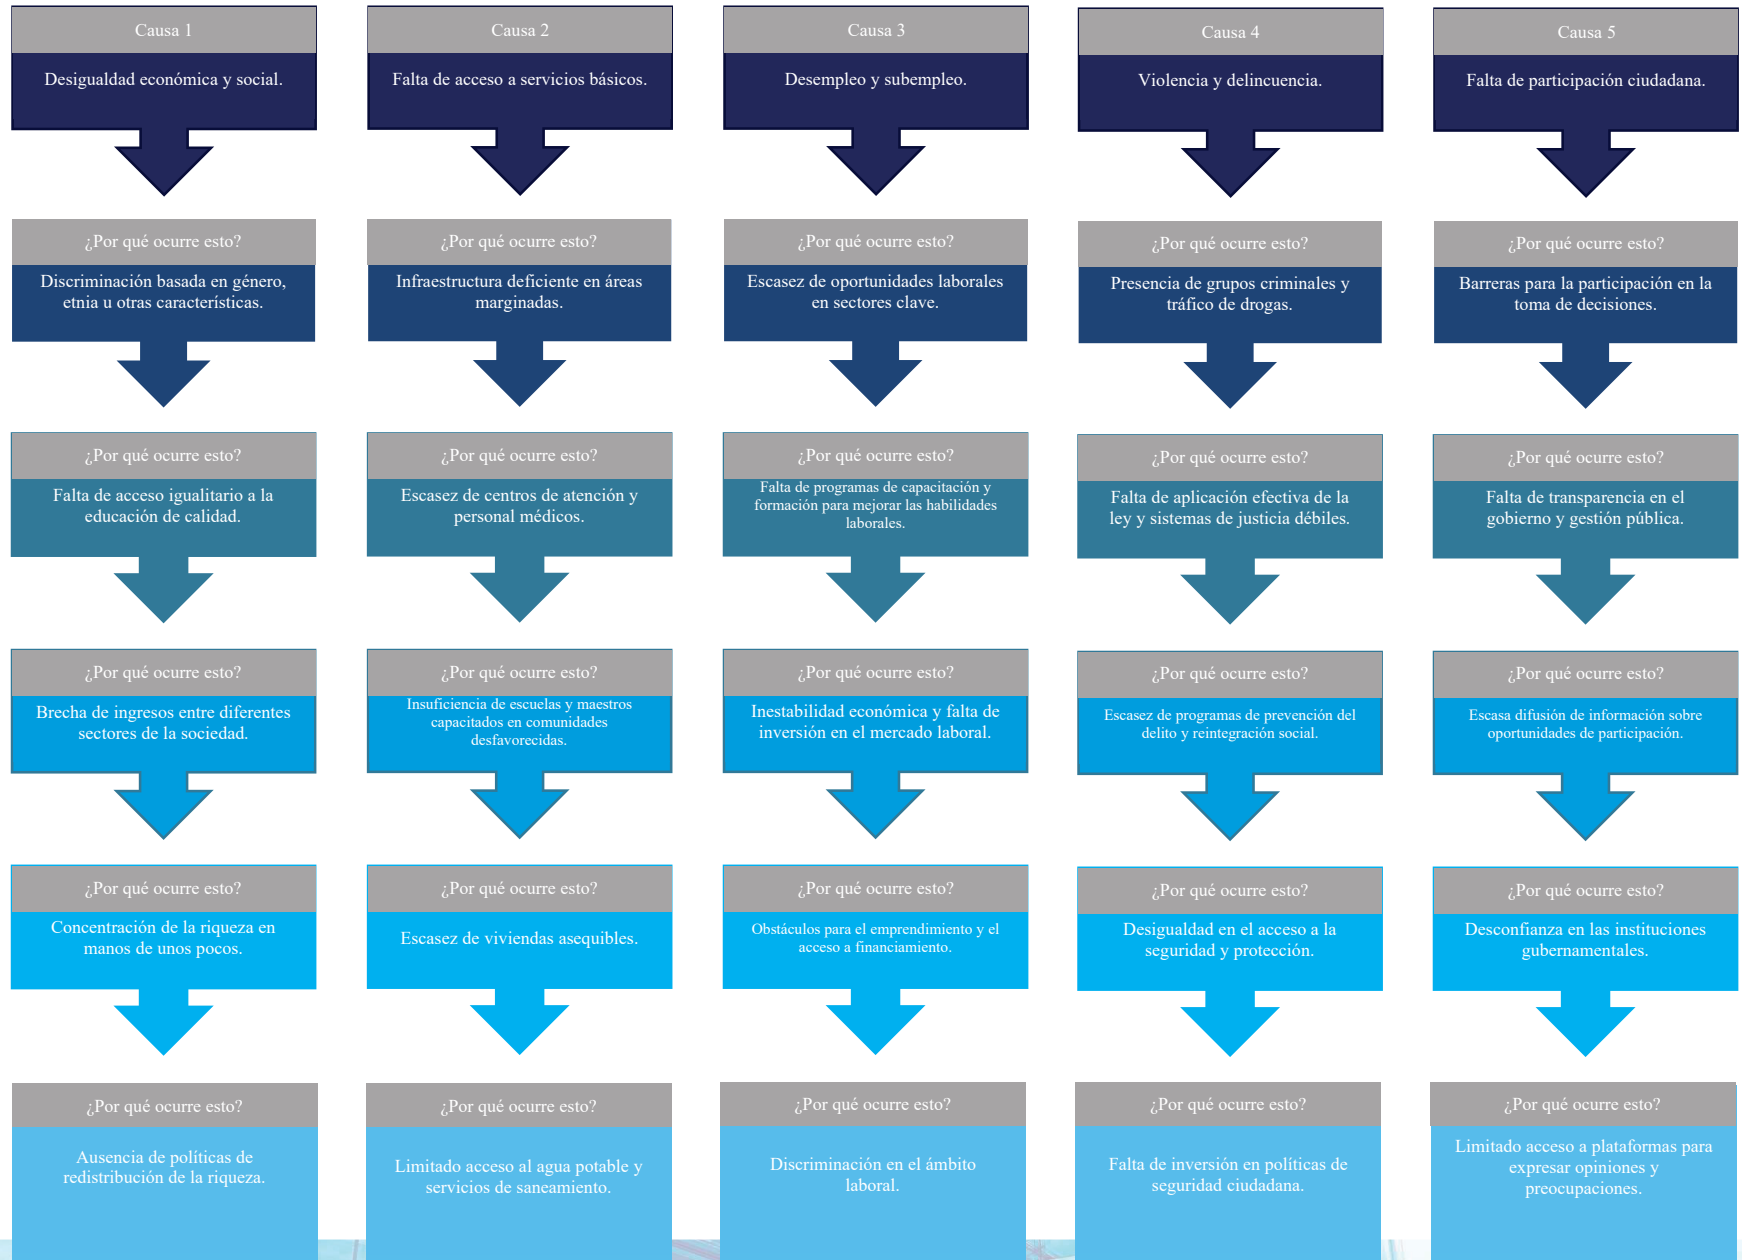 Causa 1
Desigualdad económica y social.
¿Por qué ocurre esto?
Discriminación basada en género,
etnia u otras características.
¿Por qué ocurre esto?
Falta de acceso igualitario a la
educación de calidad.
¿Por qué ocurre esto?
Brecha de ingresos entre diferentes
sectores de la sociedad.
¿Por qué ocurre esto?
Concentración de la riqueza en
manos de unos pocos.
¿Por qué ocurre esto?
Ausencia de políticas de
redistribución de la riqueza.
Causa 2
Falta de acceso a servicios básicos.
¿Por qué ocurre esto?
Infraestructura deficiente en áreas
marginadas.
¿Por qué ocurre esto?
Escasez de centros de atención y
personal médicos.
¿Por qué ocurre esto?
Insuficiencia de escuelas y maestros
capacitados en comunidades
desfavorecidas.
¿Por qué ocurre esto?
Escasez de viviendas asequibles.
¿Por qué ocurre esto?
Limitado acceso al agua potable y
servicios de saneamiento.
Causa 3
Desempleo y subempleo.
¿Por qué ocurre esto?
Escasez de oportunidades laborales
en sectores clave.
¿Por qué ocurre esto?
Falta de programas de capacitación y
formación para mejorar las habilidades
laborales.
¿Por qué ocurre esto?
Inestabilidad económica y falta de
inversión en el mercado laboral.
¿Por qué ocurre esto?
Obstáculos para el emprendimiento y el
acceso a financiamiento.
¿Por qué ocurre esto?
Discriminación en el ámbito
laboral.
Causa 4
Violencia y delincuencia.
¿Por qué ocurre esto?
Presencia de grupos criminales y
tráfico de drogas.
¿Por qué ocurre esto?
Falta de aplicación efectiva de la
ley y sistemas de justicia débiles.
¿Por qué ocurre esto?
Escasez de programas de prevención del
delito y reintegración social.
¿Por qué ocurre esto?
Desigualdad en el acceso a la
seguridad y protección.
¿Por qué ocurre esto?
Falta de inversión en políticas de
seguridad ciudadana.
Causa 5
Falta de participación ciudadana.
¿Por qué ocurre esto?
Barreras para la participación en la
toma de decisiones.
¿Por qué ocurre esto?
Falta de transparencia en el
gobierno y gestión pública.
¿Por qué ocurre esto?
Escasa difusión de información sobre
oportunidades de participación.
¿Por qué ocurre esto?
Desconfianza en las instituciones
gubernamentales.
¿Por qué ocurre esto?
Limitado acceso a plataformas para
expresar opiniones y
preocupaciones.